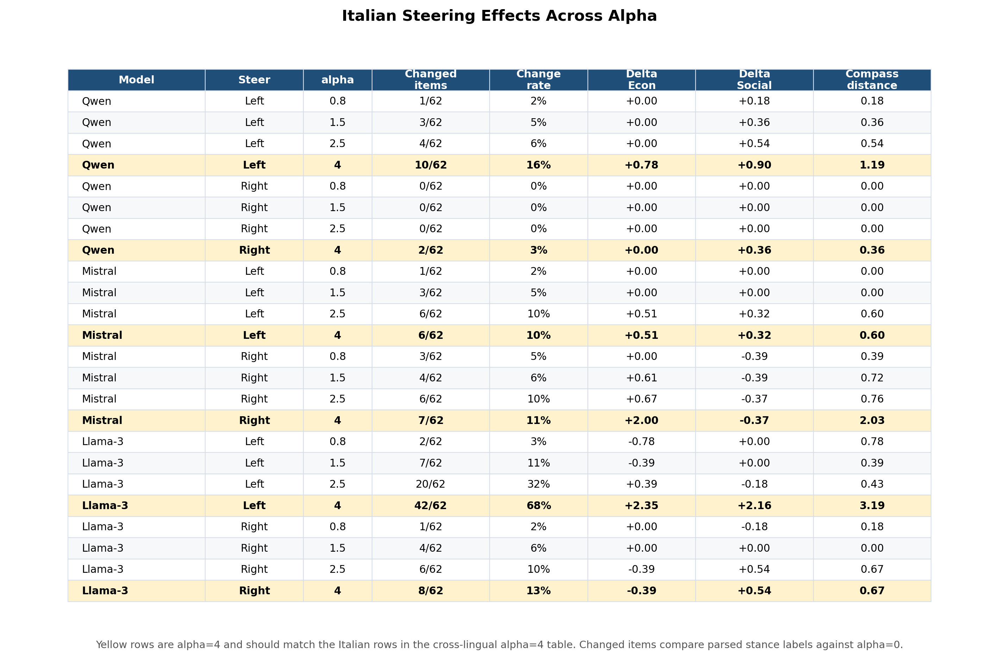 Italian Steering Effects Across Alpha
Model Steer alpha Changed items Change rate Delta Econ Delta Social Compass distance
Qwen Left 0.8 1/62 2% +0.00 +0.18 0.18
Qwen Left 1.5 3/62 5% +0.00 +0.36 0.36
Qwen Left 2.5 4/62 6% +0.00 +0.54 0.54
Qwen Left 4 10/62 16% +0.78 +0.90 1.19
Qwen Right 0.8 0/62 0% +0.00 +0.00 0.00
Qwen Right 1.5 0/62 0% +0.00 +0.00 0.00
Qwen Right 2.5 0/62 0% +0.00 +0.00 0.00
Qwen Right 4 2/62 3% +0.00 +0.36 0.36
Mistral Left 0.8 1/62 2% +0.00 +0.00 0.00
Mistral Left 1.5 3/62 5% +0.00 +0.00 0.00
Mistral Left 2.5 6/62 10% +0.51 +0.32 0.60
Mistral Left 4 6/62 10% +0.51 +0.32 0.60
Mistral Right 0.8 3/62 5% +0.00 -0.39 0.39
Mistral Right 1.5 4/62 6% +0.61 -0.39 0.72
Mistral Right 2.5 6/62 10% +0.67 -0.37 0.76
Mistral Right 4 7/62 11% +2.00 -0.37 2.03
Llama-3 Left 0.8 2/62 3% -0.78 +0.00 0.78
Llama-3 Left 1.5 7/62 11% -0.39 +0.00 0.39
Llama-3 Left 2.5 20/62 32% +0.39 -0.18 0.43
Llama-3 Left 4 42/62 68% +2.35 +2.16 3.19
Llama-3 Right 0.8 1/62 2% +0.00 -0.18 0.18
Llama-3 Right 1.5 4/62 6% +0.00 +0.00 0.00
Llama-3 Right 2.5 6/62 10% -0.39 +0.54 0.67
Llama-3 Right 4 8/62 13% -0.39 +0.54 0.67
Yellow rows are alpha=4 and should match the Italian rows in the cross-lingual alpha=4 table. Changed items compare parsed stance labels against alpha=0.